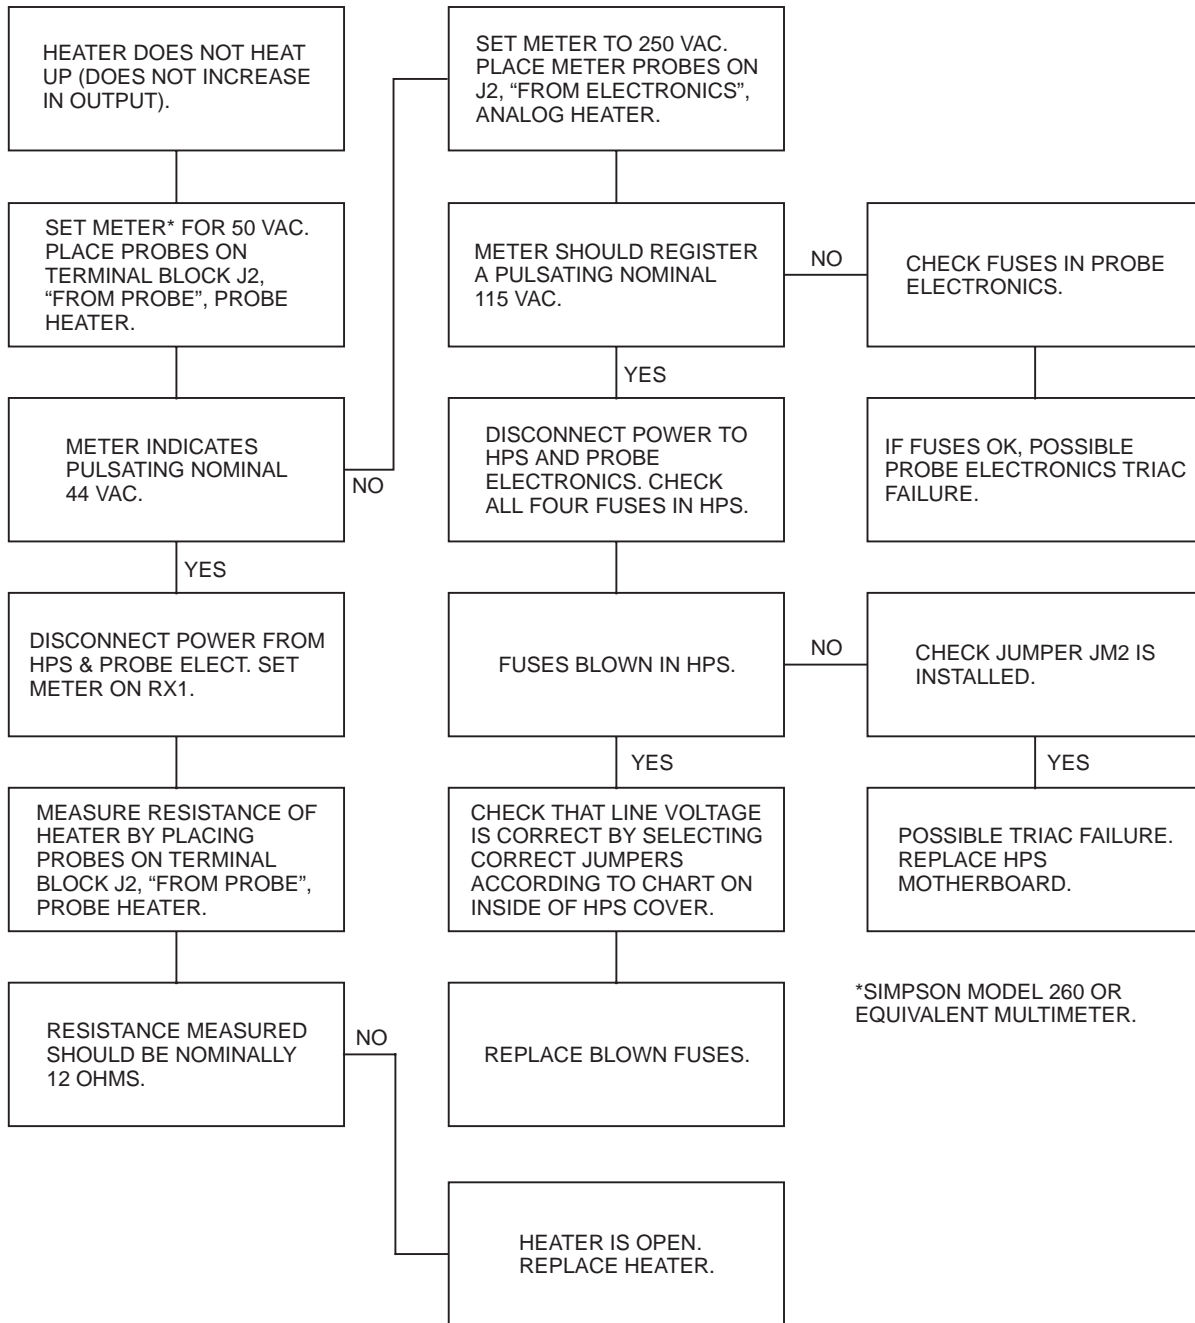 HEATER DOES NOT HEAT
UP (DOES NOT INCREASE
IN OUTPUT).
SET METER* FOR 50 VAC.
PLACE PROBES ON
TERMINAL BLOCK J2,
“FROM PROBE”, PROBE
HEATER.
METER INDICATES
PULSATING NOMINAL
44 VAC.
NO
YES
DISCONNECT POWER FROM
HPS & PROBE ELECT. SET
METER ON RX1.
MEASURE RESISTANCE OF
HEATER BY PLACING
PROBES ON TERMINAL
BLOCK J2, “FROM PROBE”,
PROBE HEATER.
RESISTANCE MEASURED
SHOULD BE NOMINALLY
12 OHMS.
NO
SET METER TO 250 VAC.
PLACE METER PROBES ON
J2, “FROM ELECTRONICS”,
ANALOG HEATER.
METER SHOULD REGISTER
A PULSATING NOMINAL
115 VAC.
NO
YES
DISCONNECT POWER TO
HPS AND PROBE
ELECTRONICS. CHECK
ALL FOUR FUSES IN HPS.
FUSES BLOWN IN HPS.
NO
YES
CHECK THAT LINE VOLTAGE
IS CORRECT BY SELECTING
CORRECT JUMPERS
ACCORDING TO CHART ON
INSIDE OF HPS COVER.
REPLACE BLOWN FUSES.
HEATER IS OPEN.
REPLACE HEATER.
CHECK FUSES IN PROBE
ELECTRONICS.
IF FUSES OK, POSSIBLE
PROBE ELECTRONICS TRIAC
FAILURE.
CHECK JUMPER JM2 IS
INSTALLED.
YES
POSSIBLE TRIAC FAILURE.
REPLACE HPS
MOTHERBOARD.
*SIMPSON MODEL 260 OR
EQUIVALENT MULTIMETER.